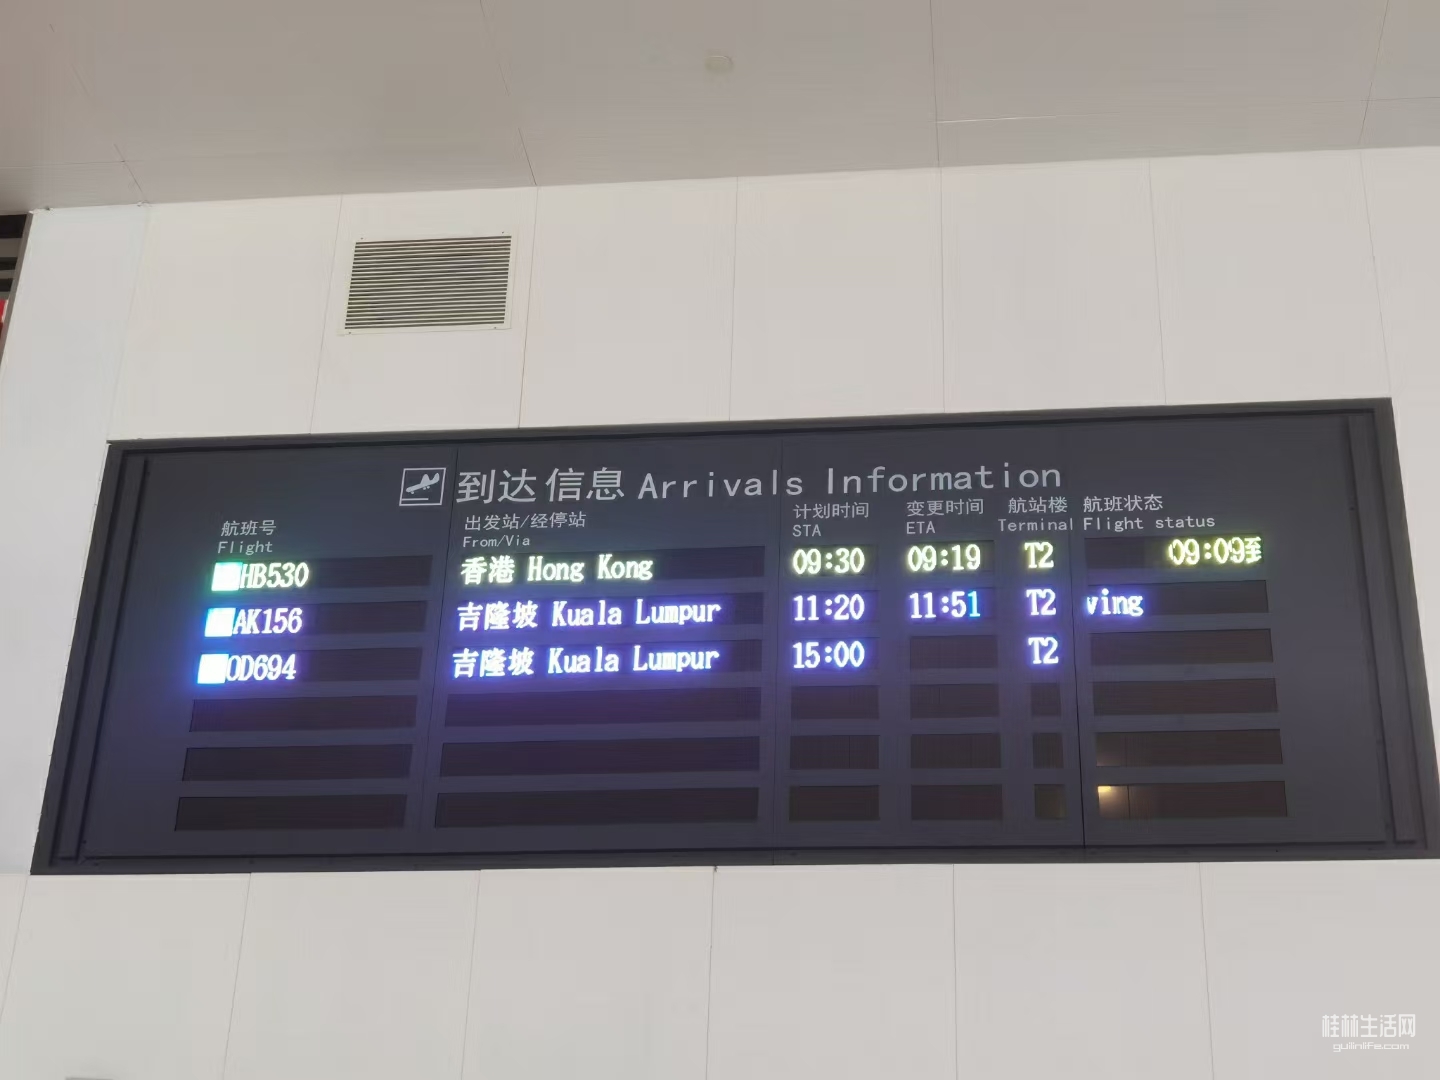 到达信息 Arrivals Information
航班号 出发站/经停站 计划时间 变更时间 航站楼 航班状态
Flight From/Via STA ETA Terminal Flight status
HB530 香港 Hong Kong 09:30 09:19 T2 09:09到
AK156 吉隆坡 Kuala Lumpur 11:20 11:51 T2 ving
OD694 吉隆坡 Kuala Lumpur 15:00 T2
桂林生活网
guilinlife.com